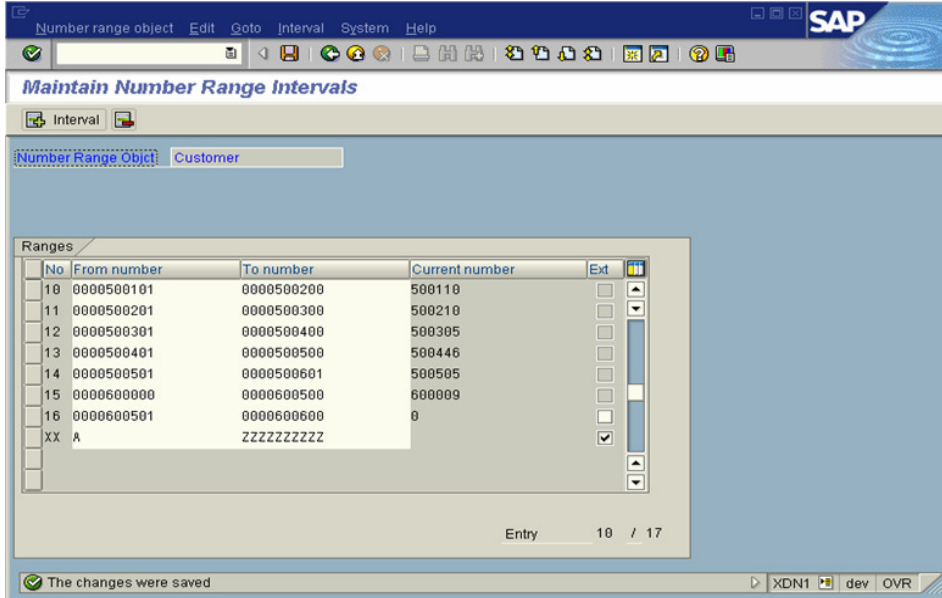 Number range object Edit Goto Interval System Help
SAP
Maintain Number Range Intervals
Interval
Number Range Objct Customer
Ranges
No From number To number Current number Ext
10 0000500101 0000500200 500110
11 0000500201 0000500300 500210
12 0000500301 0000500400 500305
13 0000500401 0000500500 500446
14 0000500501 0000500601 500505
15 0000600000 0000600500 600009
16 0000600501 0000600600 0
XX A ZZZZZZZZZZ
Entry 10 / 17
The changes were saved
XDN1 dev OVR